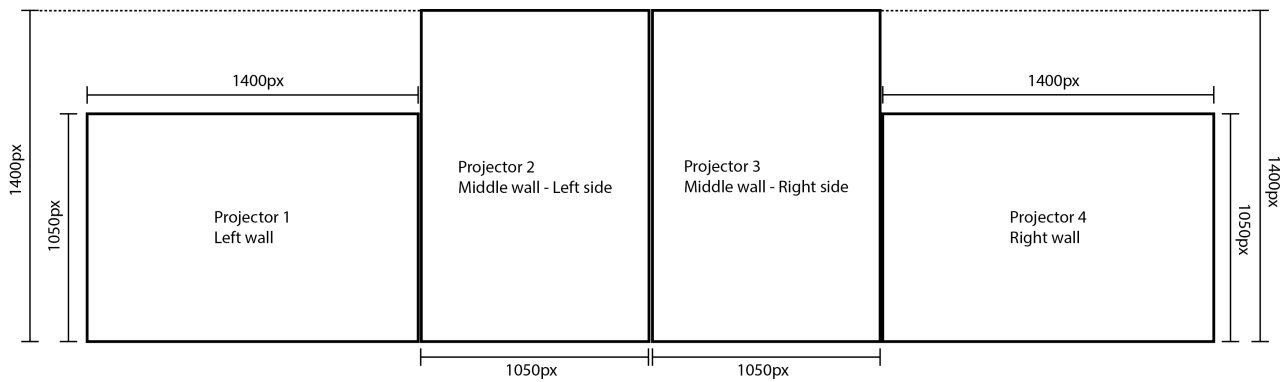 1400px
1400px
1400px
1050px
Projector 1
Left wall
Projector 2
Middle wall - Left side
Projector 3
Middle wall - Right side
Projector 4
Right wall
1050px
1400px
1050px
1050px